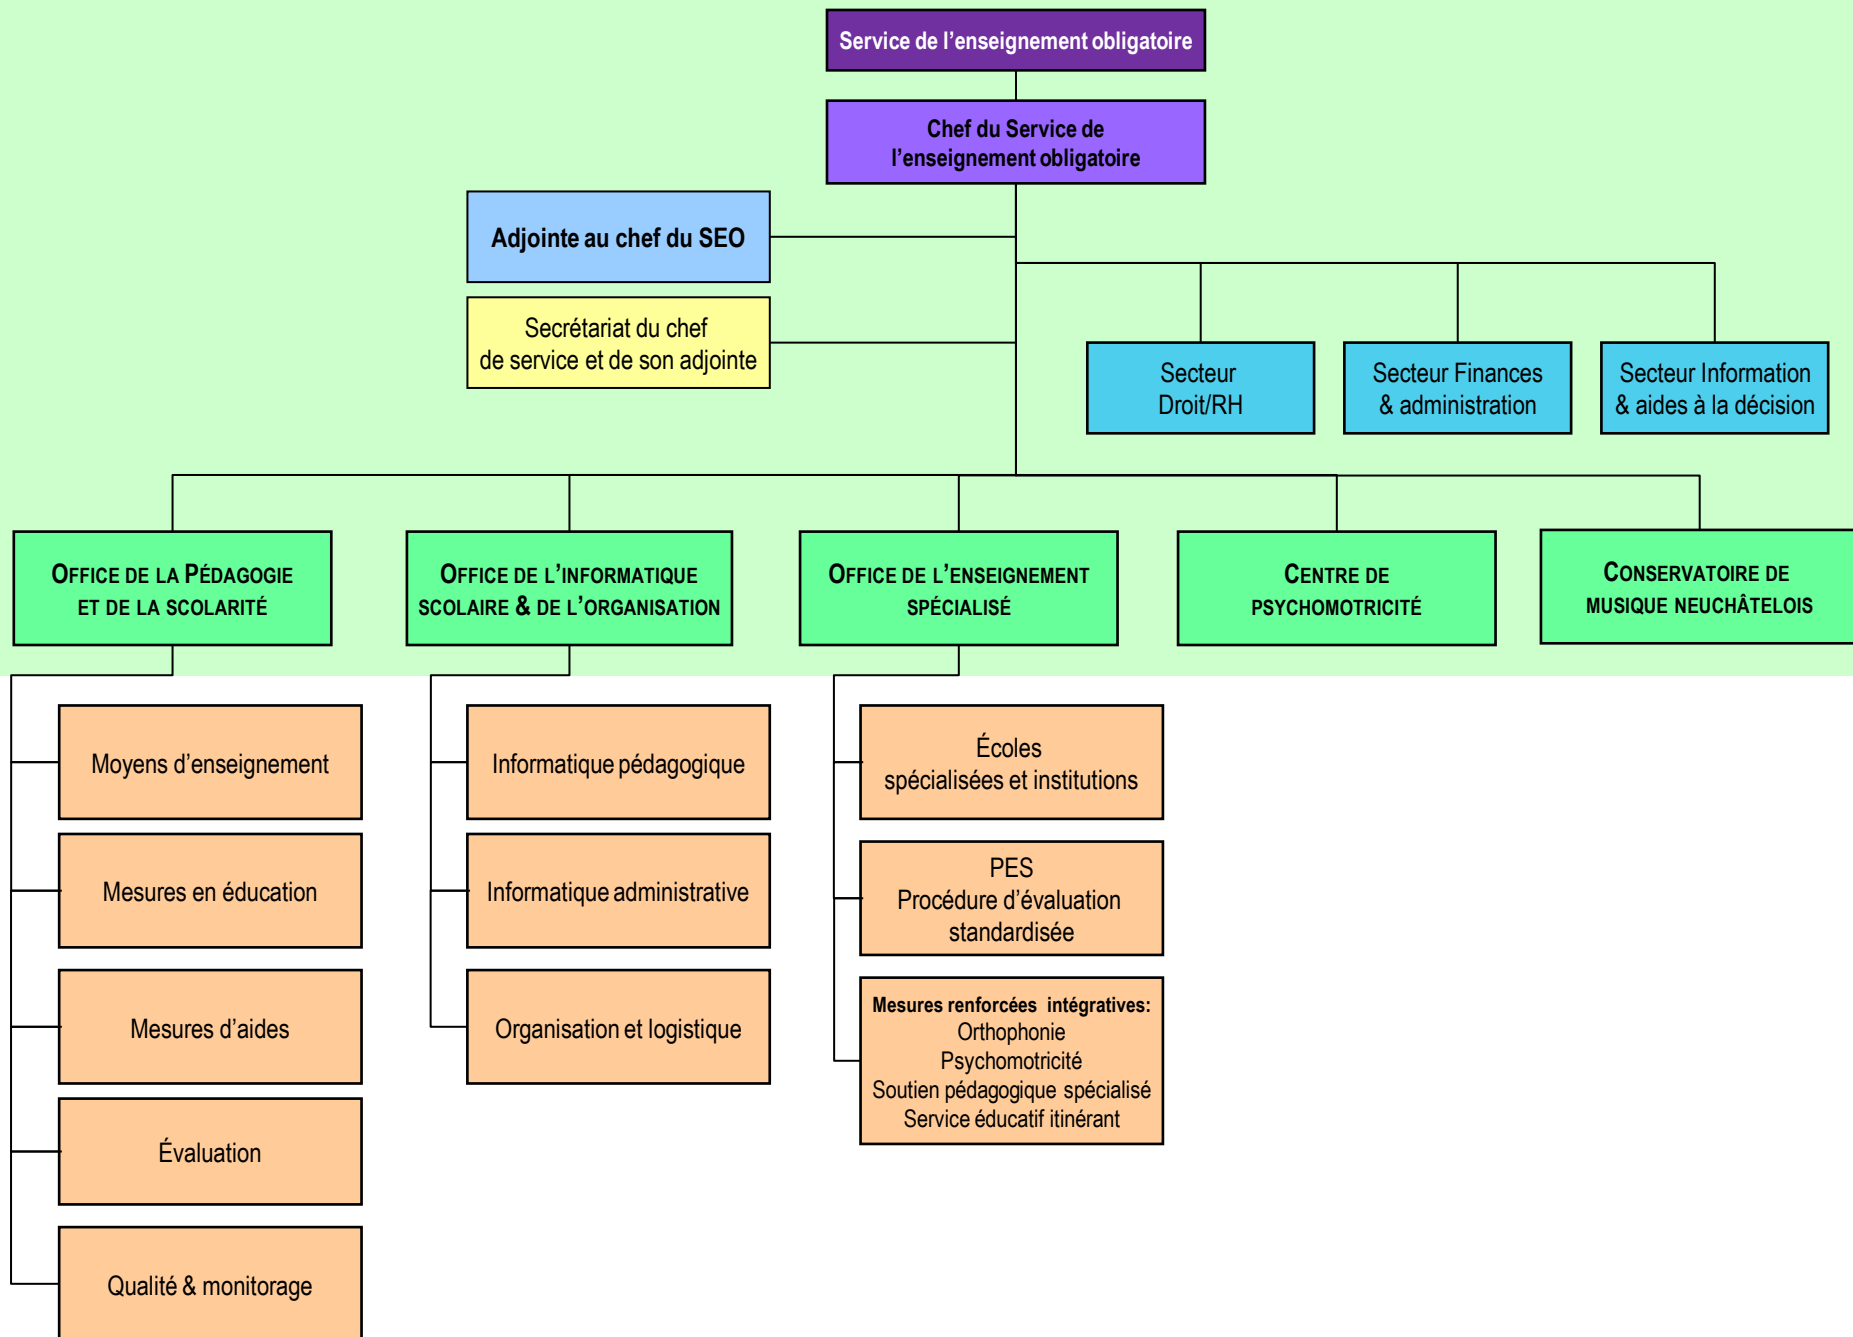 Service de l’enseignement obligatoire
Chef du Service de
l’enseignement obligatoire
Adjointe au chef du SEO
Secrétariat du chef
de service et de son adjointe
Secteur
Droit/RH
Secteur Finances
& administration
Secteur Information
& aides à la décision
OFFICE DE LA PÉDAGOGIE
ET DE LA SCOLARITÉ
OFFICE DE L’INFORMATIQUE
SCOLAIRE & DE L’ORGANISATION
OFFICE DE L’ENSEIGNEMENT
SPÉCIALISÉ
CENTRE DE
PSYCHOMOTRICITÉ
CONSERVATOIRE DE
MUSIQUE NEUCHÂTELOIS
Moyens d’enseignement
Mesures en éducation
Mesures d’aides
Évaluation
Qualité & monitorage
Informatique pédagogique
Informatique administrative
Organisation et logistique
Écoles
spécialisées et institutions
PES
Procédure d’évaluation
standardisée
Mesures renforcées intégratives:
Orthophonie
Psychomotricité
Soutien pédagogique spécialisé
Service éducatif itinérant